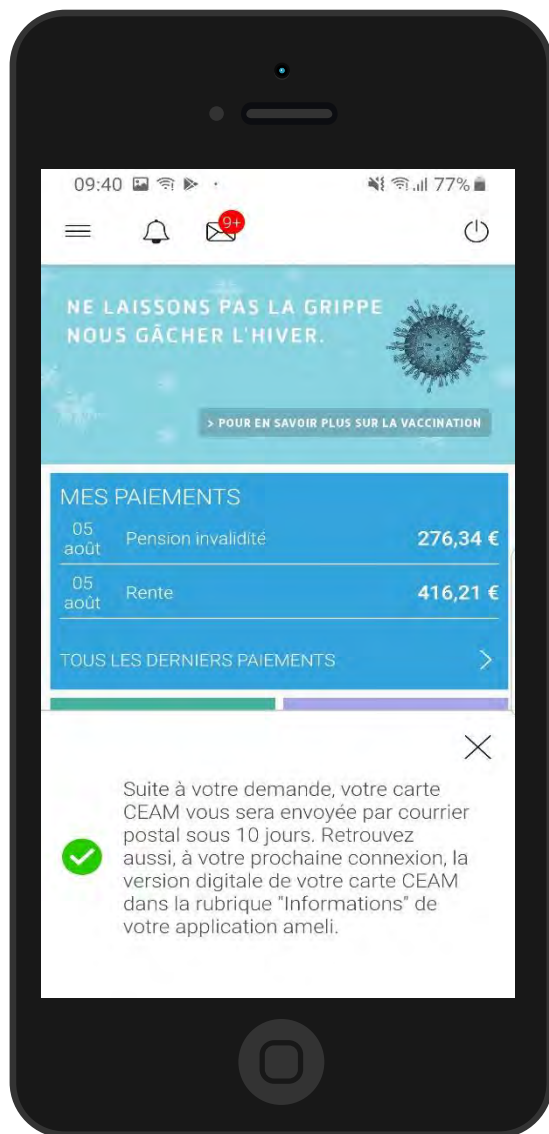 09:40
77%
9+
NE LAISSONS PAS LA GRIPPE
NOUS GÂCHER L'HIVER.
> POUR EN SAVOIR PLUS SUR LA VACCINATION
MES PAIEMENTS
05 août Pension invalidité 276,34 €
05 août Rente 416,21 €
TOUS LES DERNIERS PAIEMENTS
Suite à votre demande, votre carte
CEAM vous sera envoyée par courrier
postal sous 10 jours. Retrouvez
aussi, à votre prochaine connexion, la
version digitale de votre carte CEAM
dans la rubrique "Informations" de
votre application ameli.